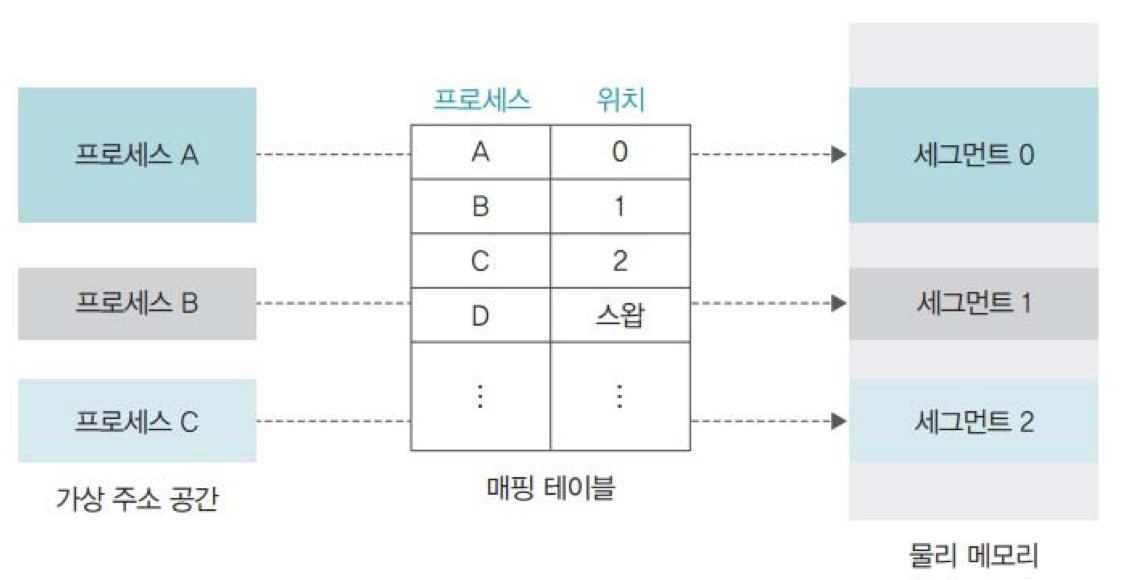 프로세스 위치
프로세스 A
A 0
세그먼트 0
B 1
C 2
프로세스 B
D 스왑
세그먼트 1
⋮ ⋮
프로세스 C
세그먼트 2
가상 주소 공간
매핑 테이블
물리 메모리